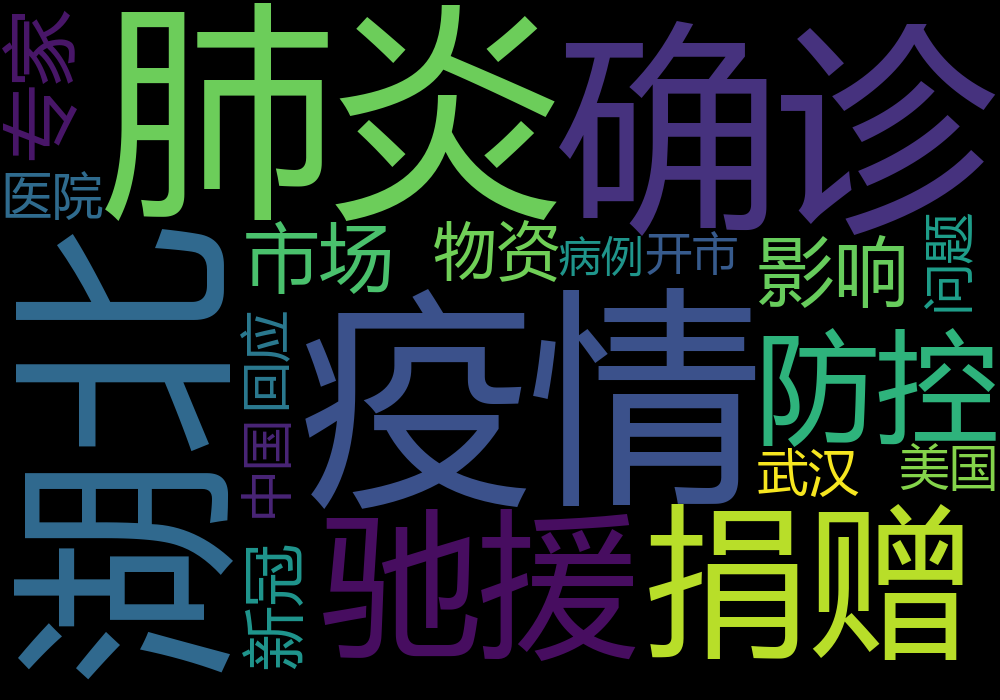 专家
肺炎
确诊
医院
湖北
市场
物资
病例
开市
影响
问题
回应
中国
疫情
防控
武汉
美国
新冠
驰援
捐赠